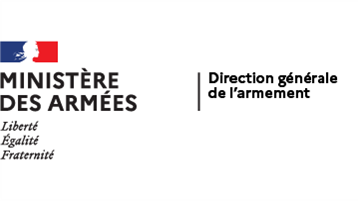 MINISTÈRE
DES ARMÉES
Liberté
Égalité
Fraternité
Direction générale
de l'armement